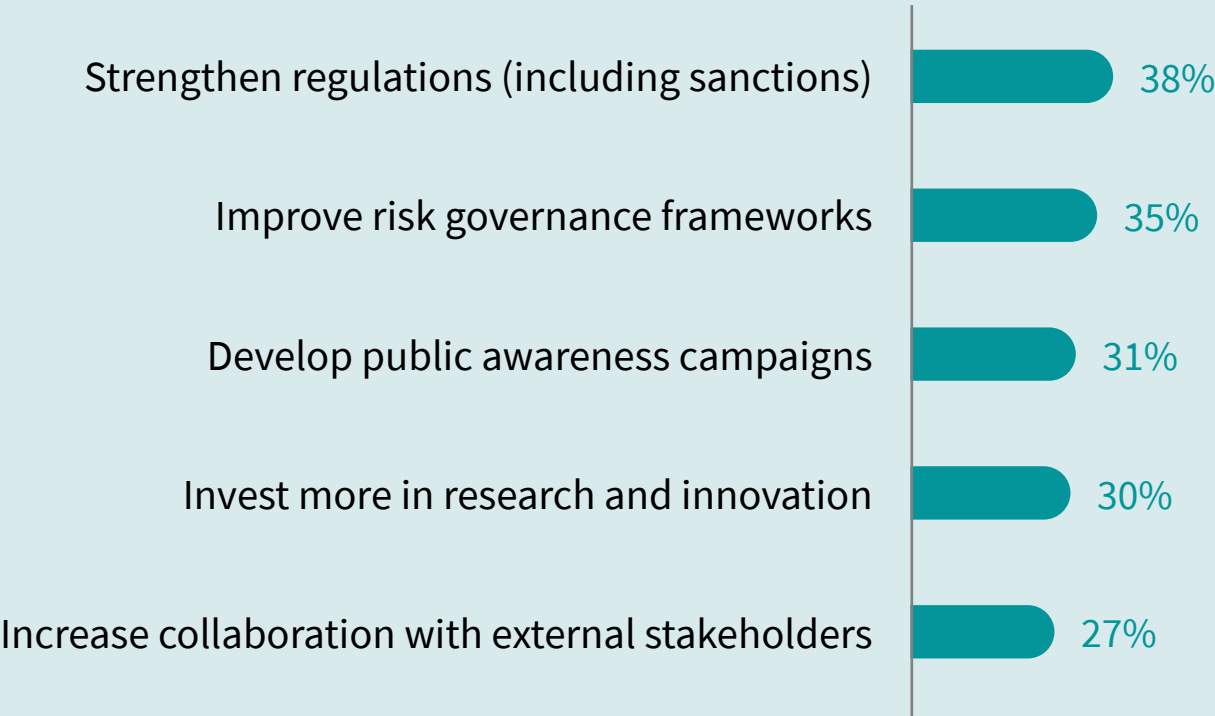 Strengthen regulations (including sanctions) 38%
Improve risk governance frameworks 35%
Develop public awareness campaigns 31%
Invest more in research and innovation 30%
Increase collaboration with external stakeholders 27%